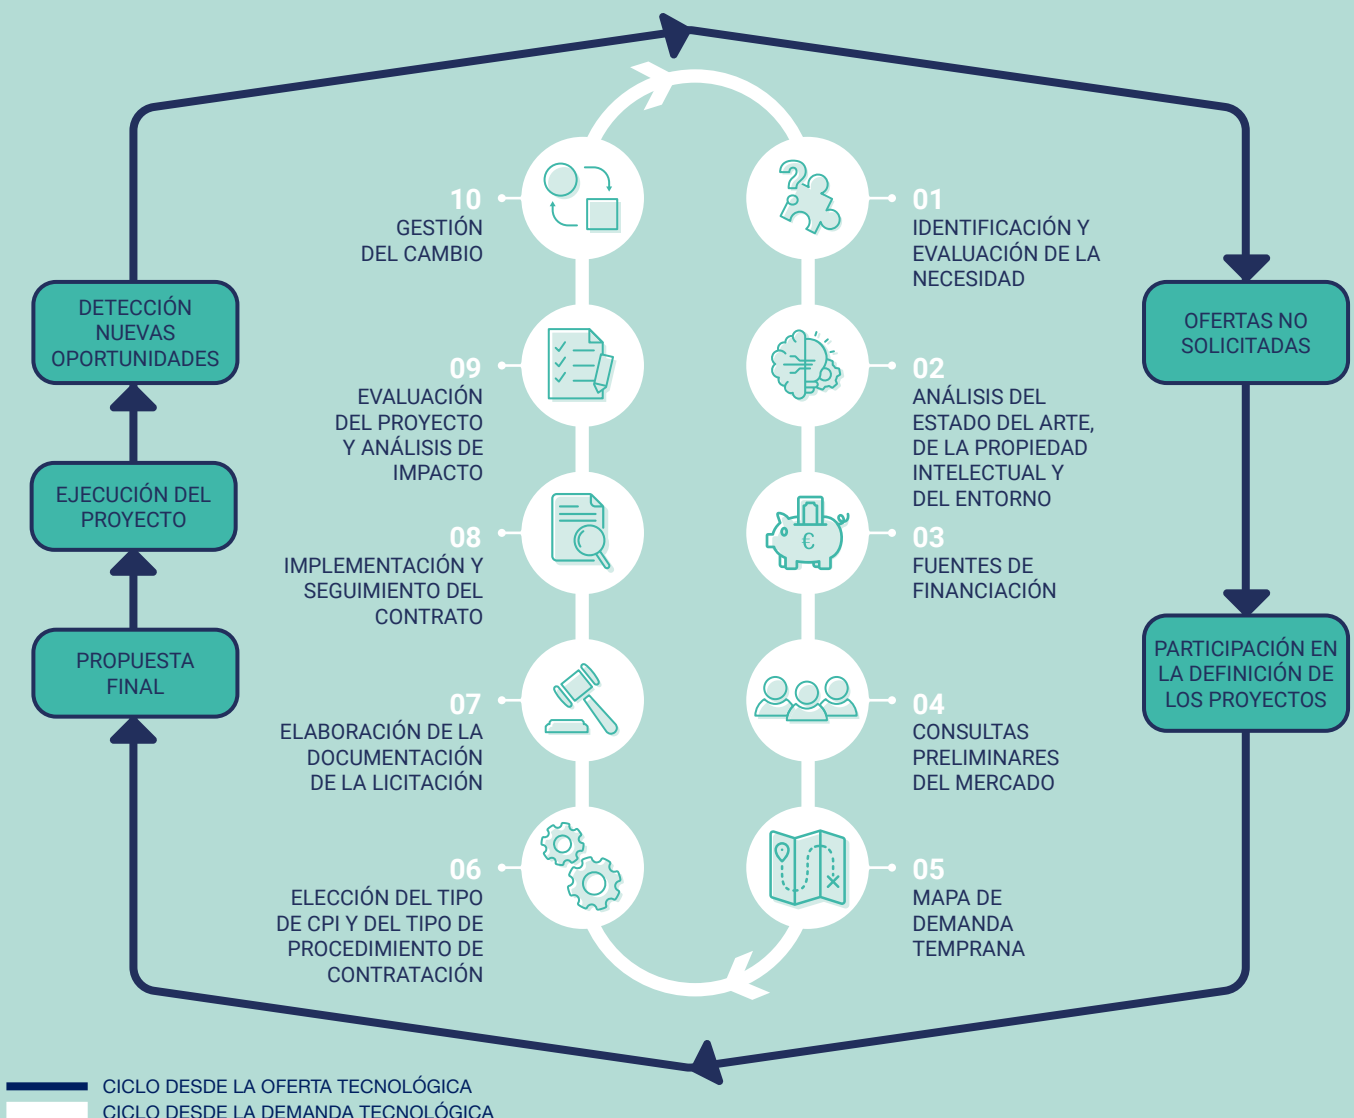 01
IDENTIFICACIÓN Y
EVALUACIÓN DE LA
NECESIDAD
02
ANÁLISIS DEL
ESTADO DEL ARTE,
DE LA PROPIEDAD
INTELECTUAL Y
DEL ENTORNO
03
FUENTES DE
FINANCIACIÓN
€
04
CONSULTAS
PRELIMINARES
DEL MERCADO
05
MAPA DE
DEMANDA
TEMPRANA
06
ELECCIÓN DEL TIPO
DE CPI Y DEL TIPO DE
PROCEDIMIENTO DE
CONTRATACIÓN
07
ELABORACIÓN DE LA
DOCUMENTACIÓN
DE LA LICITACIÓN
08
IMPLEMENTACIÓN Y
SEGUIMIENTO DEL
CONTRATO
09
EVALUACIÓN
DEL PROYECTO
Y ANÁLISIS DE
IMPACTO
10
GESTIÓN
DEL CAMBIO
OFERTAS NO
SOLICITADAS
PARTICIPACIÓN EN
LA DEFINICIÓN DE
LOS PROYECTOS
PROPUESTA
FINAL
EJECUCIÓN DEL
PROYECTO
DETECCIÓN
NUEVAS
OPORTUNIDADES
CICLO DESDE LA OFERTA TECNOLÓGICA
CICLO DESDE LA DEMANDA TECNOLÓGICA